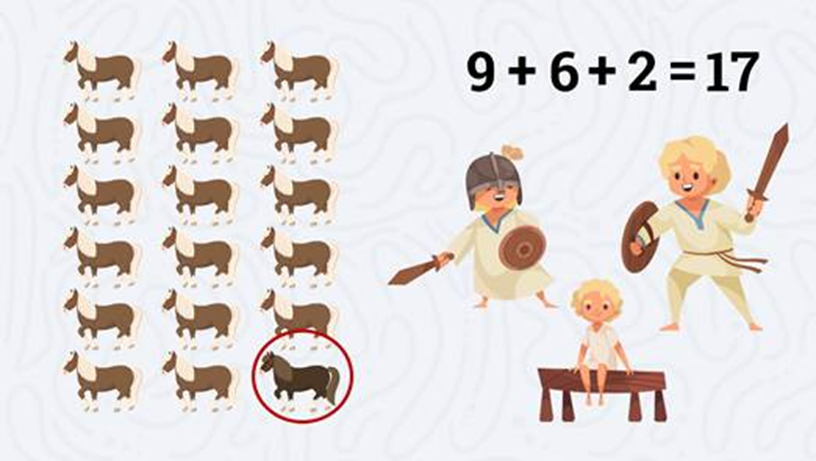 9 + 6 + 2 = 17